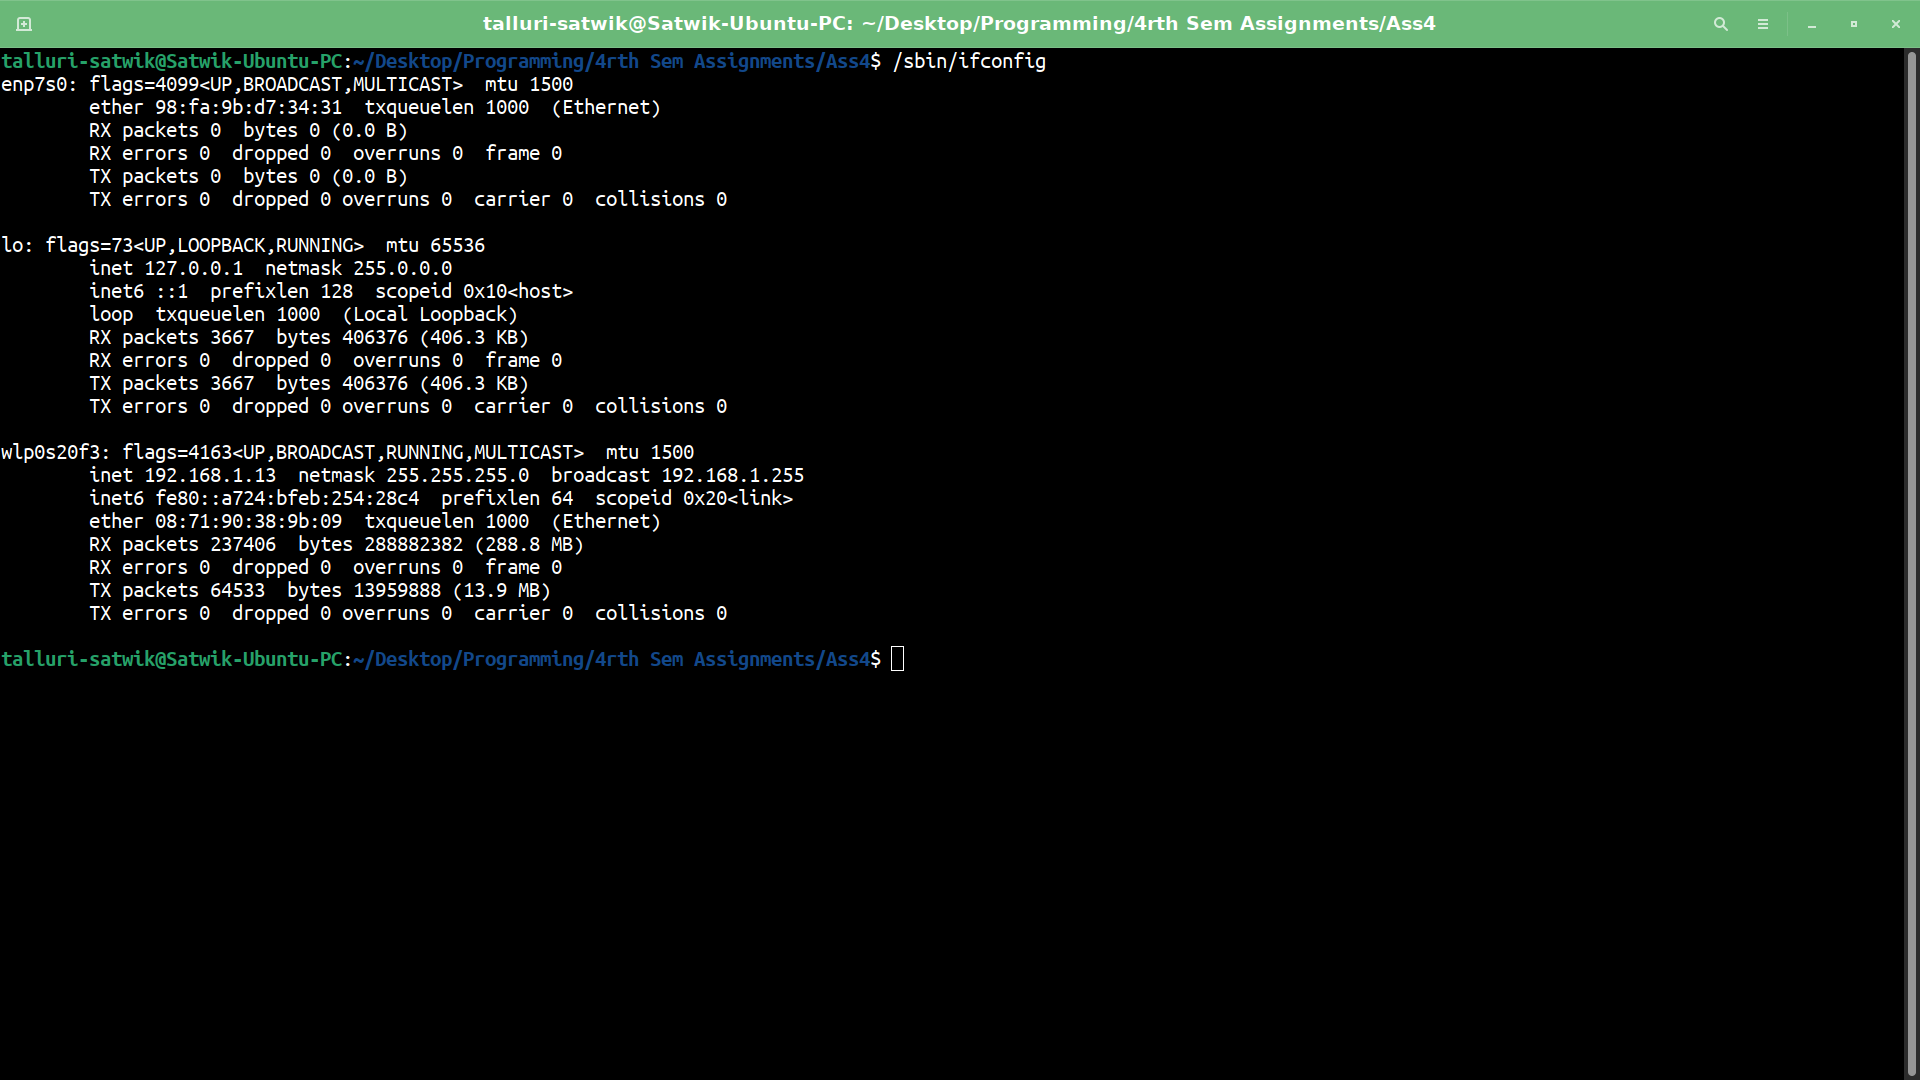 talluri-satwik@Satwik-Ubuntu-PC: ~/Desktop/Programming/4rth Sem Assignments/Ass4
talluri-satwik@Satwik-Ubuntu-PC:~/Desktop/Programming/4rth Sem Assignments/Ass4$ /sbin/ifconfig
enp7s0: flags=4099<UP,BROADCAST,MULTICAST>  mtu 1500
        ether 98:fa:9b:d7:34:31  txqueuelen 1000  (Ethernet)
        RX packets 0  bytes 0 (0.0 B)
        RX errors 0  dropped 0  overruns 0  frame 0
        TX packets 0  bytes 0 (0.0 B)
        TX errors 0  dropped 0 overruns 0  carrier 0  collisions 0

lo: flags=73<UP,LOOPBACK,RUNNING>  mtu 65536
        inet 127.0.0.1  netmask 255.0.0.0
        inet6 ::1  prefixlen 128  scopeid 0x10<host>
        loop  txqueuelen 1000  (Local Loopback)
        RX packets 3667  bytes 406376 (406.3 KB)
        RX errors 0  dropped 0  overruns 0  frame 0
        TX packets 3667  bytes 406376 (406.3 KB)
        TX errors 0  dropped 0 overruns 0  carrier 0  collisions 0

wlp0s20f3: flags=4163<UP,BROADCAST,RUNNING,MULTICAST>  mtu 1500
        inet 192.168.1.13  netmask 255.255.255.0  broadcast 192.168.1.255
        inet6 fe80::a724:bfeb:254:28c4  prefixlen 64  scopeid 0x20<link>
        ether 08:71:90:38:9b:09  txqueuelen 1000  (Ethernet)
        RX packets 237406  bytes 288882382 (288.8 MB)
        RX errors 0  dropped 0  overruns 0  frame 0
        TX packets 64533  bytes 13959888 (13.9 MB)
        TX errors 0  dropped 0 overruns 0  carrier 0  collisions 0

talluri-satwik@Satwik-Ubuntu-PC:~/Desktop/Programming/4rth Sem Assignments/Ass4$